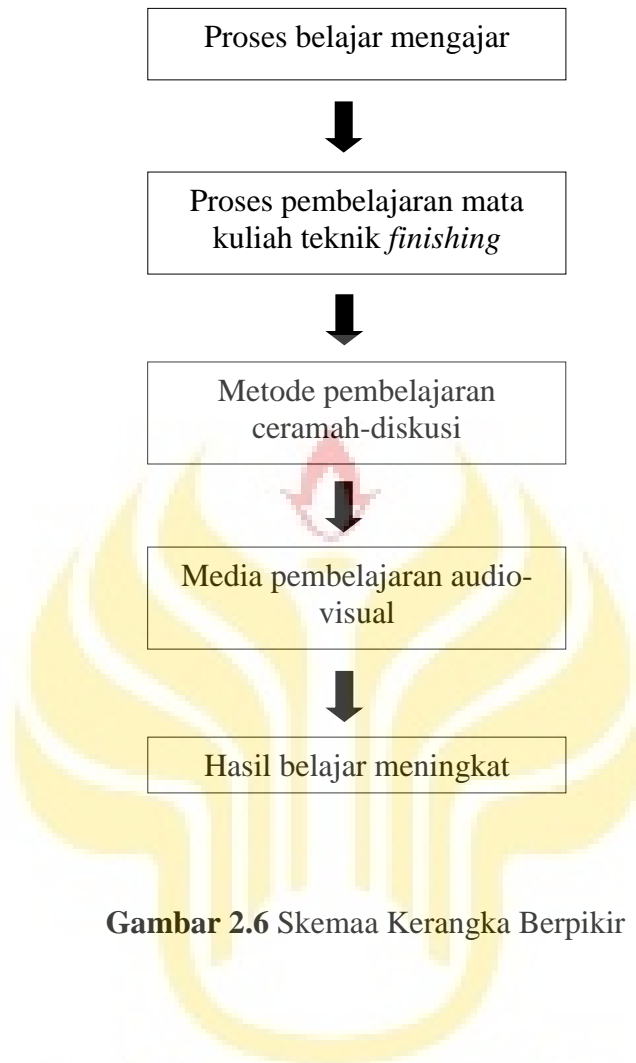 Proses belajar mengajar
Proses pembelajaran mata
kuliah teknik finishing
Metode pembelajaran
ceramah-diskusi
Media pembelajaran audio-
visual
Hasil belajar meningkat
Gambar 2.6 Skemaa Kerangka Berpikir